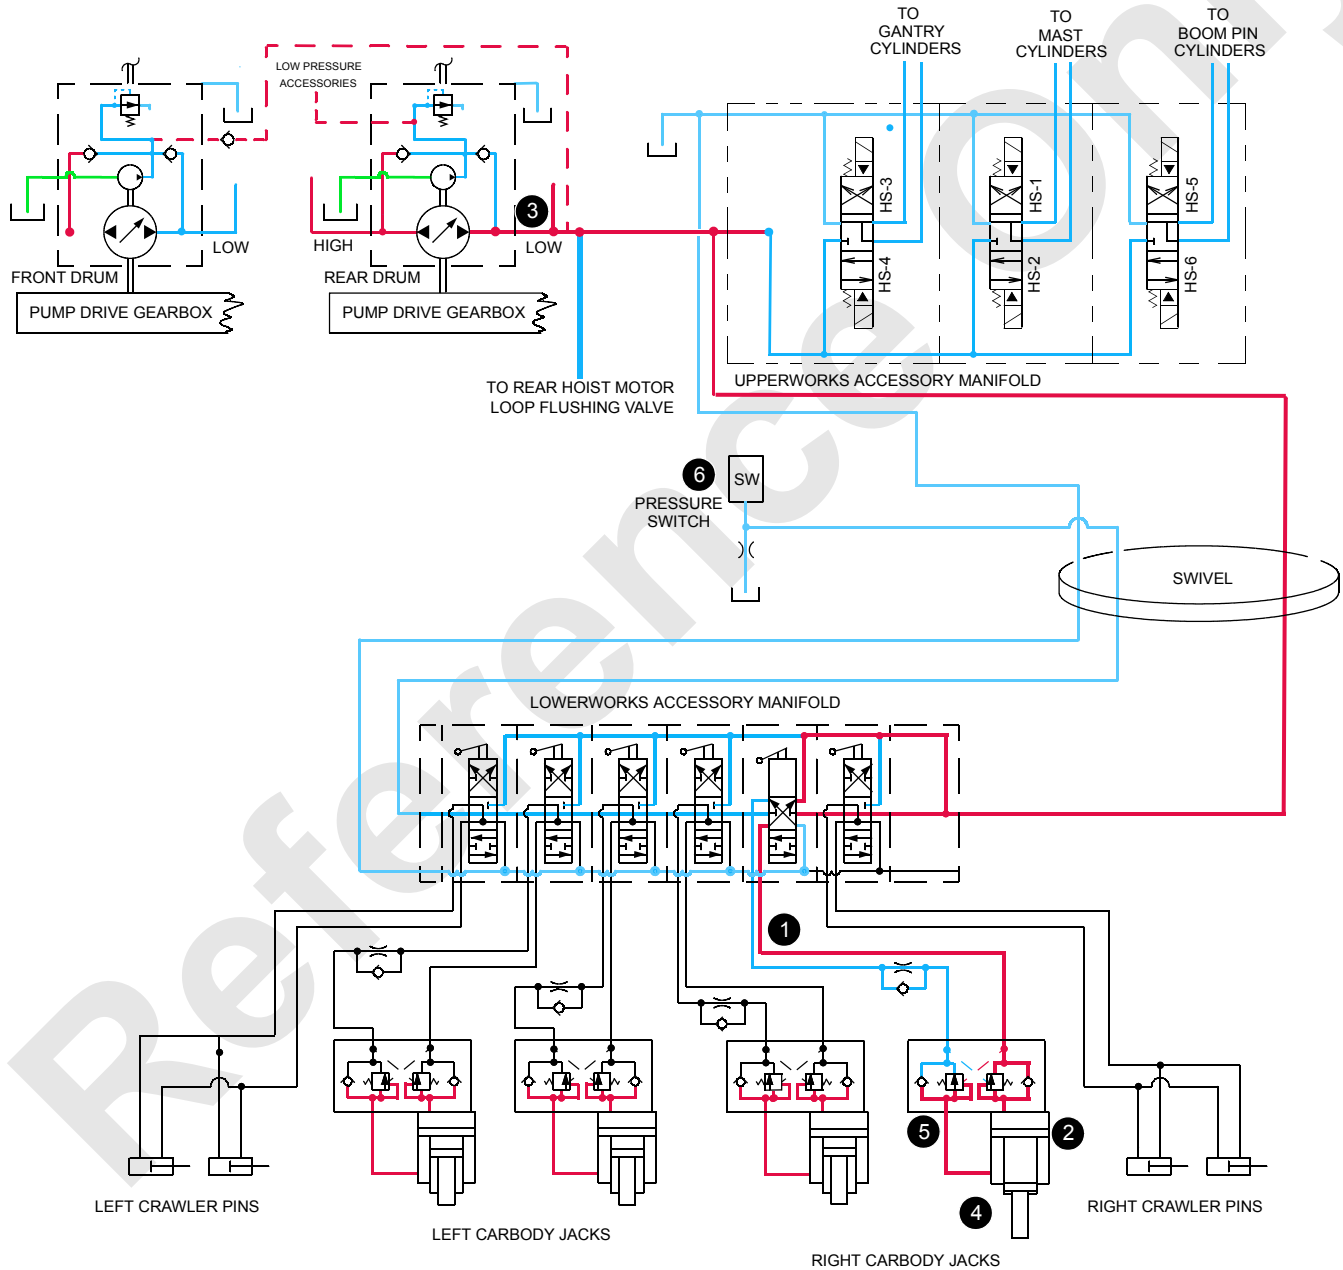 TO
GANTRY
CYLINDERS
TO
MAST
CYLINDERS
TO
BOOM PIN
CYLINDERS
LOW PRESSURE
ACCESSORIES
HS-3
HS-1
HS-5
3
LOW
HIGH
LOW
FRONT DRUM
REAR DRUM
HS-4
HS-2
HS-6
PUMP DRIVE GEARBOX
PUMP DRIVE GEARBOX
TO REAR HOIST MOTOR
LOOP FLUSHING VALVE
UPPERWORKS ACCESSORY MANIFOLD
6
SW
PRESSURE
SWITCH
SWIVEL
LOWERWORKS ACCESSORY MANIFOLD
1
5
2
4
LEFT CRAWLER PINS
LEFT CARBODY JACKS
RIGHT CARBODY JACKS
RIGHT CRAWLER PINS
Reference Only